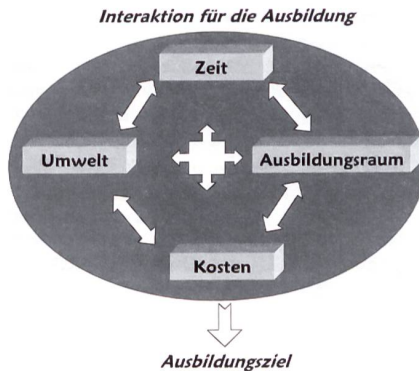 Interaktion für die Ausbildung
Zeit
Umwelt
Ausbildungsraum
Kosten
Ausbildungsziel